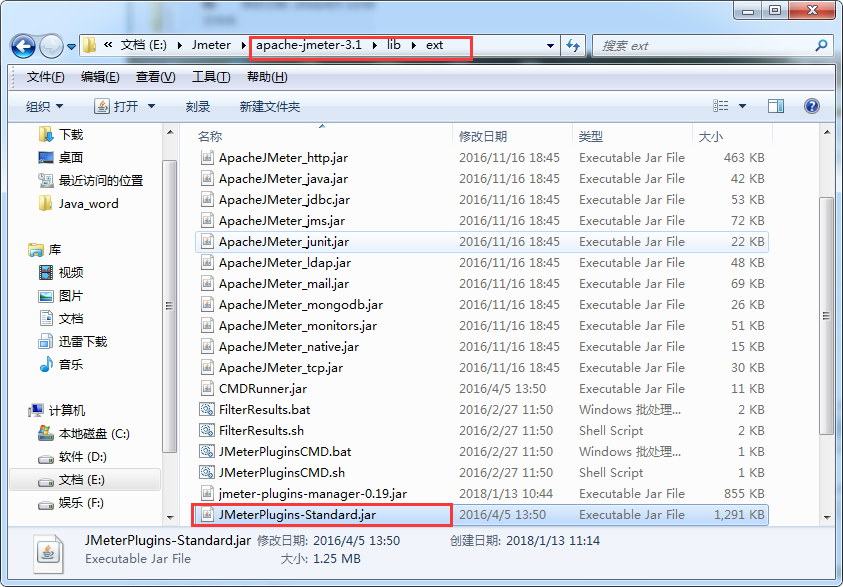 « 文档 (E:) ▸ Jmeter ▸ apache-jmeter-3.1 ▸ lib ▸ ext 搜索 ext
文件(F) 编辑(E) 查看(V) 工具(T) 帮助(H)
组织 打开 刻录 新建文件夹
下载
桌面
最近访问的位置
Java_word
库
视频
图片
文档
迅雷下载
音乐
计算机
本地磁盘 (C:)
软件 (D:)
文档 (E:)
娱乐 (F:)
名称 修改日期 类型 大小
ApacheJMeter_http.jar 2016/11/16 18:45 Executable Jar File 463 KB
ApacheJMeter_java.jar 2016/11/16 18:45 Executable Jar File 42 KB
ApacheJMeter_jdbc.jar 2016/11/16 18:45 Executable Jar File 53 KB
ApacheJMeter_jms.jar 2016/11/16 18:45 Executable Jar File 72 KB
ApacheJMeter_junit.jar 2016/11/16 18:45 Executable Jar File 22 KB
ApacheJMeter_ldap.jar 2016/11/16 18:45 Executable Jar File 48 KB
ApacheJMeter_mail.jar 2016/11/16 18:45 Executable Jar File 69 KB
ApacheJMeter_mongodb.jar 2016/11/16 18:45 Executable Jar File 26 KB
ApacheJMeter_monitors.jar 2016/11/16 18:45 Executable Jar File 51 KB
ApacheJMeter_native.jar 2016/11/16 18:45 Executable Jar File 15 KB
ApacheJMeter_tcp.jar 2016/11/16 18:45 Executable Jar File 30 KB
CMDRunner.jar 2016/4/5 13:50 Executable Jar File 11 KB
FilterResults.bat 2016/2/27 11:50 Windows 批处理... 2 KB
FilterResults.sh 2016/2/27 11:50 Shell Script 2 KB
JMeterPluginsCMD.bat 2016/2/27 11:50 Windows 批处理... 1 KB
JMeterPluginsCMD.sh 2016/2/27 11:50 Shell Script 1 KB
jmeter-plugins-manager-0.19.jar 2018/1/13 10:44 Executable Jar File 855 KB
JMeterPlugins-Standard.jar 2016/4/5 13:50 Executable Jar File 1,291 KB
JMeterPlugins-Standard.jar 修改日期: 2016/4/5 13:50 创建日期: 2018/1/13 11:14
Executable Jar File 大小: 1.25 MB